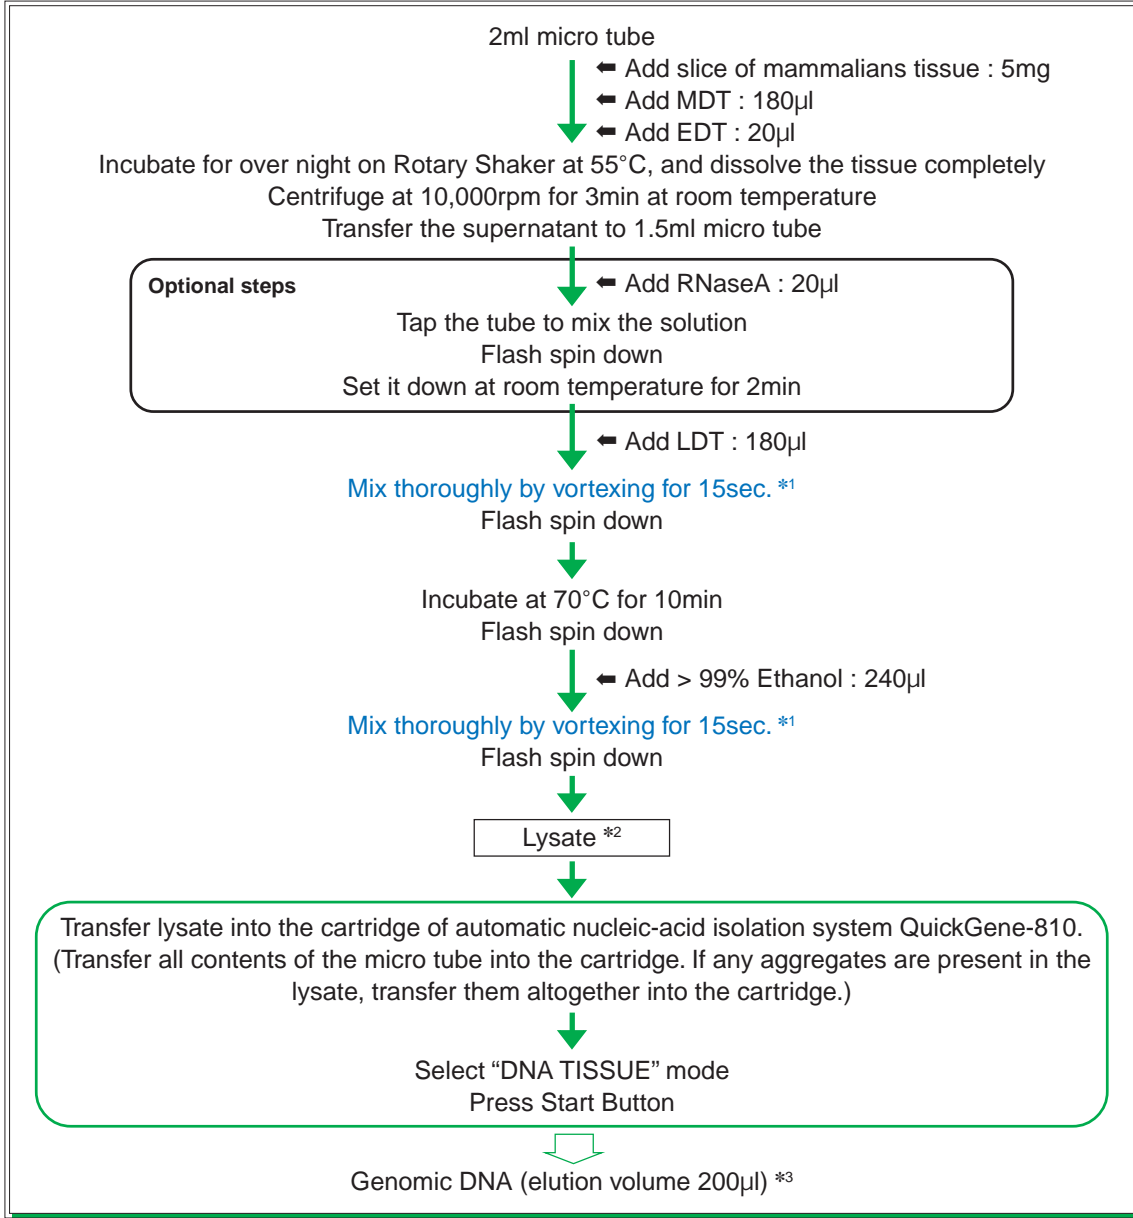 2ml micro tube
⬅ Add slice of mammalians tissue : 5mg
⬅ Add MDT : 180µl
⬅ Add EDT : 20µl
Incubate for over night on Rotary Shaker at 55°C, and dissolve the tissue completely
Centrifuge at 10,000rpm for 3min at room temperature
Transfer the supernatant to 1.5ml micro tube
Optional steps
⬅ Add RNaseA : 20µl
Tap the tube to mix the solution
Flash spin down
Set it down at room temperature for 2min
⬅ Add LDT : 180µl
Mix thoroughly by vortexing for 15sec. *1
Flash spin down
Incubate at 70°C for 10min
Flash spin down
⬅ Add > 99% Ethanol : 240µl
Mix thoroughly by vortexing for 15sec. *1
Flash spin down
Lysate *2
Transfer lysate into the cartridge of automatic nucleic-acid isolation system QuickGene-810.
(Transfer all contents of the micro tube into the cartridge. If any aggregates are present in the
lysate, transfer them altogether into the cartridge.)
Select “DNA TISSUE” mode
Press Start Button
Genomic DNA (elution volume 200µl) *3